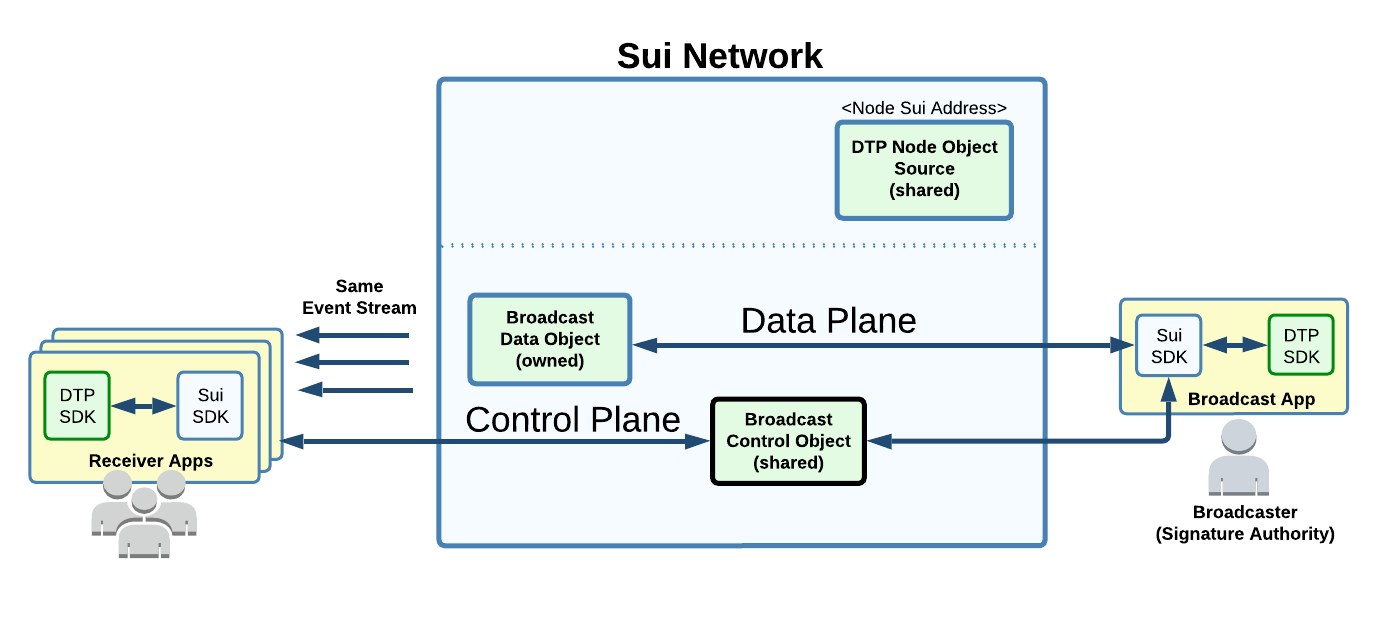 Sui Network
<Node Sui Address>
DTP Node Object
Source
(shared)
Same
Event Stream
Broadcast
Data Object
(owned)
Data Plane
Sui
SDK
DTP
SDK
Broadcast App
DTP
SDK
Sui
SDK
Receiver Apps
Control Plane
Broadcast
Control Object
(shared)
Broadcaster
(Signature Authority)